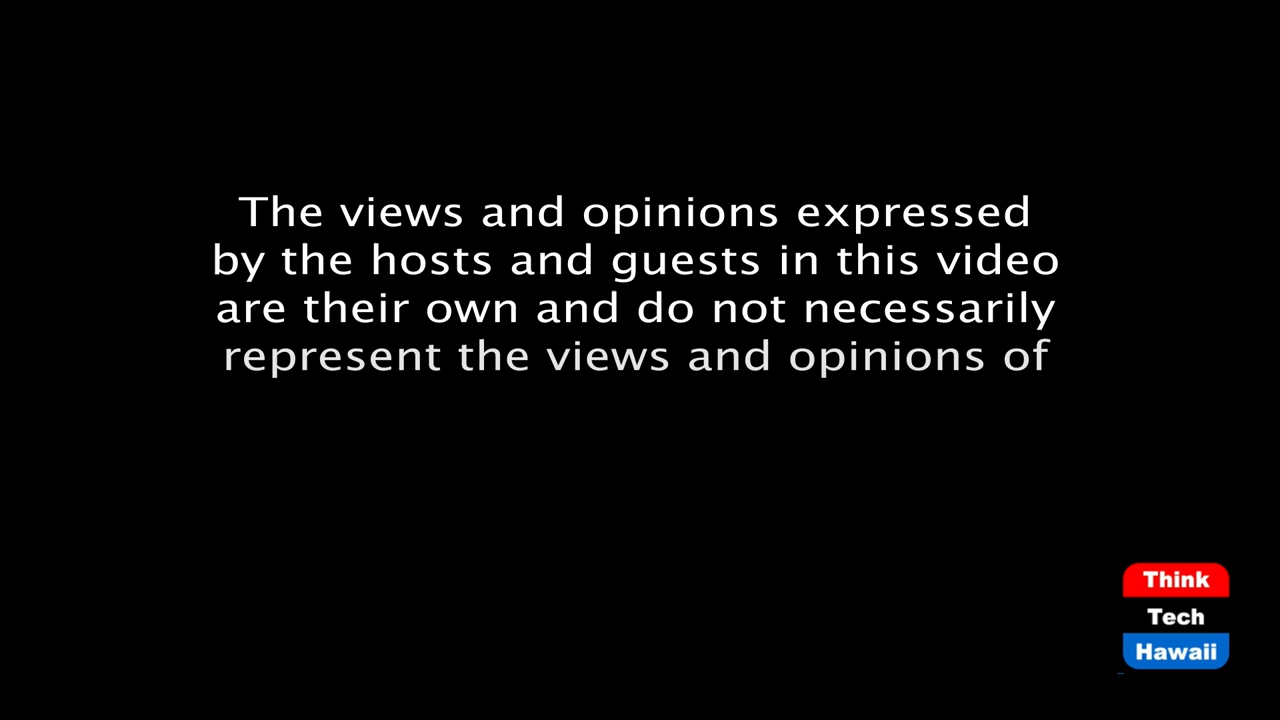 The views and opinions expressed
by the hosts and guests in this video
are their own and do not necessarily
represent the views and opinions of
Think
Tech
Hawaii